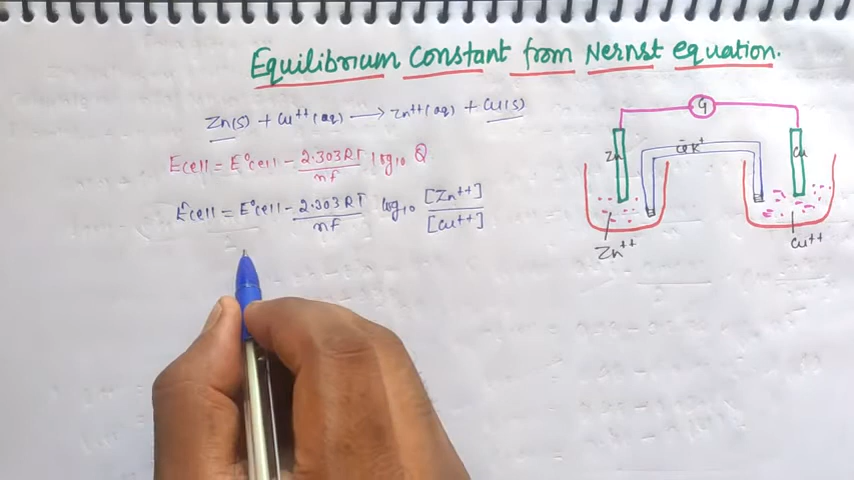 Equilibrium Constant from Nernst equation.
Zn(s) + Cu++(aq) → Zn++(aq) + Cu(s)
Ecell = E°cell - 2.303RT/nf log10 Q
Ecell = E°cell - 2.303RT/nf log10 [Zn++]/[Cu++]
G
Zn
Cu
Zn++
Cu++